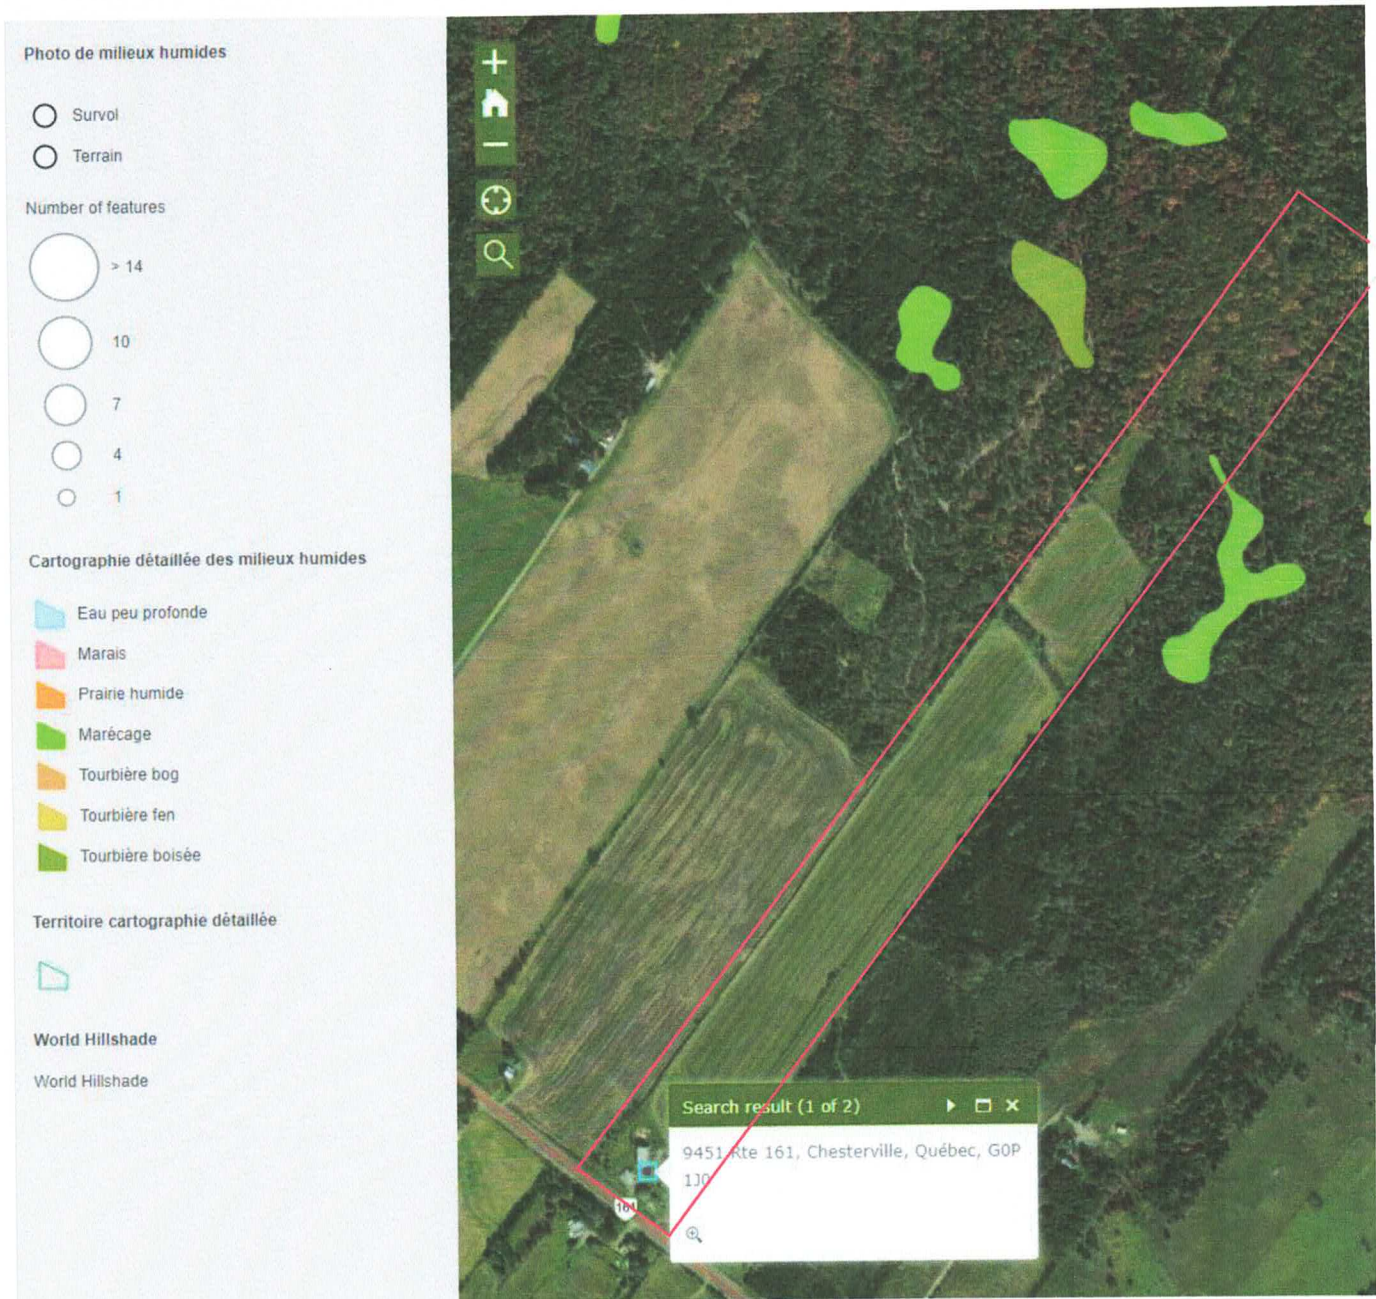 Photo de milieux humides
Survol
Terrain
Number of features
> 14
10
7
4
1
Cartographie détaillée des milieux humides
Eau peu profonde
Marais
Prairie humide
Marécage
Tourbière bog
Tourbière fen
Tourbière boisée
Territoire cartographie détaillée
World Hillshade
World Hillshade
Search result (1 of 2)
9451 Rte 161, Chesterville, Québec, G0P
1J0
161